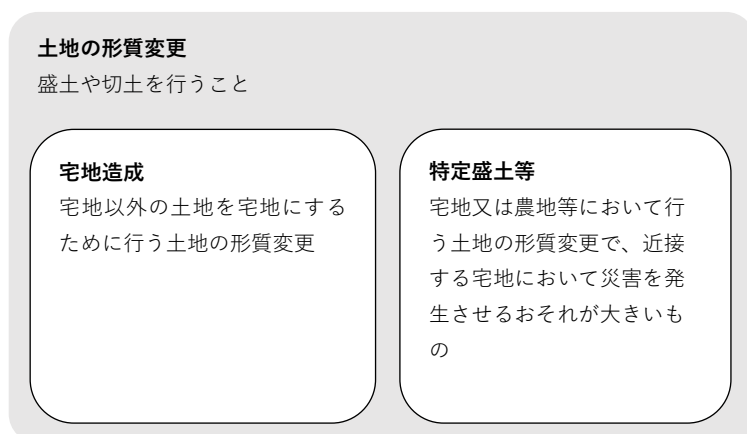 土地の形質変更
盛土や切土を行うこと
宅地造成
宅地以外の土地を宅地にする
ために行う土地の形質変更
特定盛土等
宅地又は農地等において行
う土地の形質変更で、近接
する宅地において災害を発
生させるおそれが大きいも
の